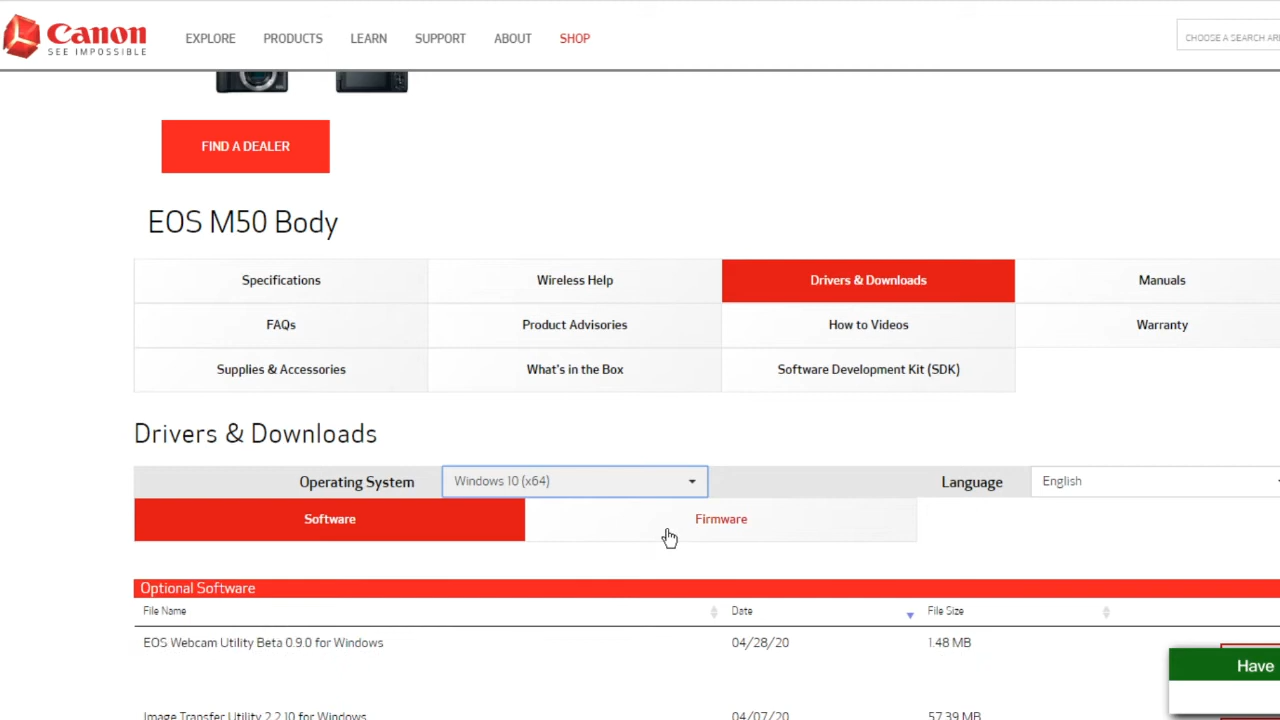 Canon
SEE IMPOSSIBLE
EXPLORE PRODUCTS LEARN SUPPORT ABOUT SHOP
CHOOSE A SEARCH AR
FIND A DEALER
EOS M50 Body
Specifications Wireless Help Drivers & Downloads Manuals
FAQs Product Advisories How to Videos Warranty
Supplies & Accessories What's in the Box Software Development Kit (SDK)
Drivers & Downloads
Operating System Windows 10 (x64) Language English
Software Firmware
Optional Software
File Name Date File Size
EOS Webcam Utility Beta 0.9.0 for Windows 04/28/20 1.48 MB
Have
Image Transfer Utility 2 2.10 for Windows 04/07/20 57.39 MB